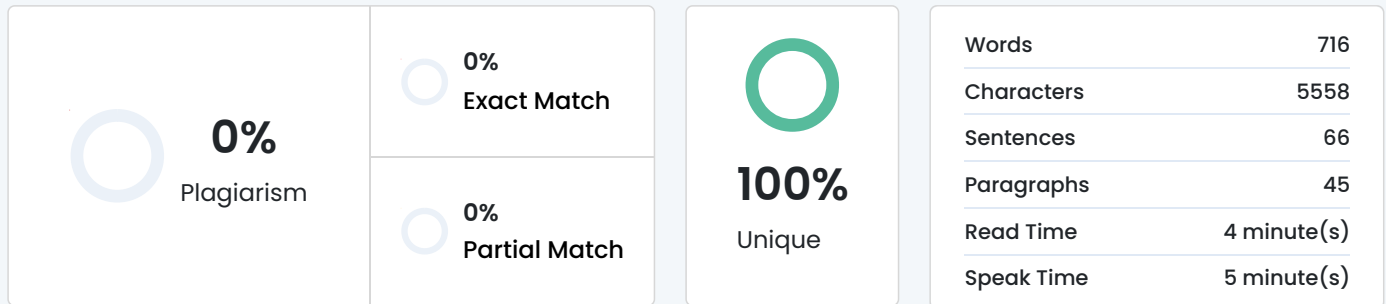 0%
Plagiarism
0%
Exact Match
0%
Partial Match
100%
Unique
Words 716
Characters 5558
Sentences 66
Paragraphs 45
Read Time 4 minute(s)
Speak Time 5 minute(s)